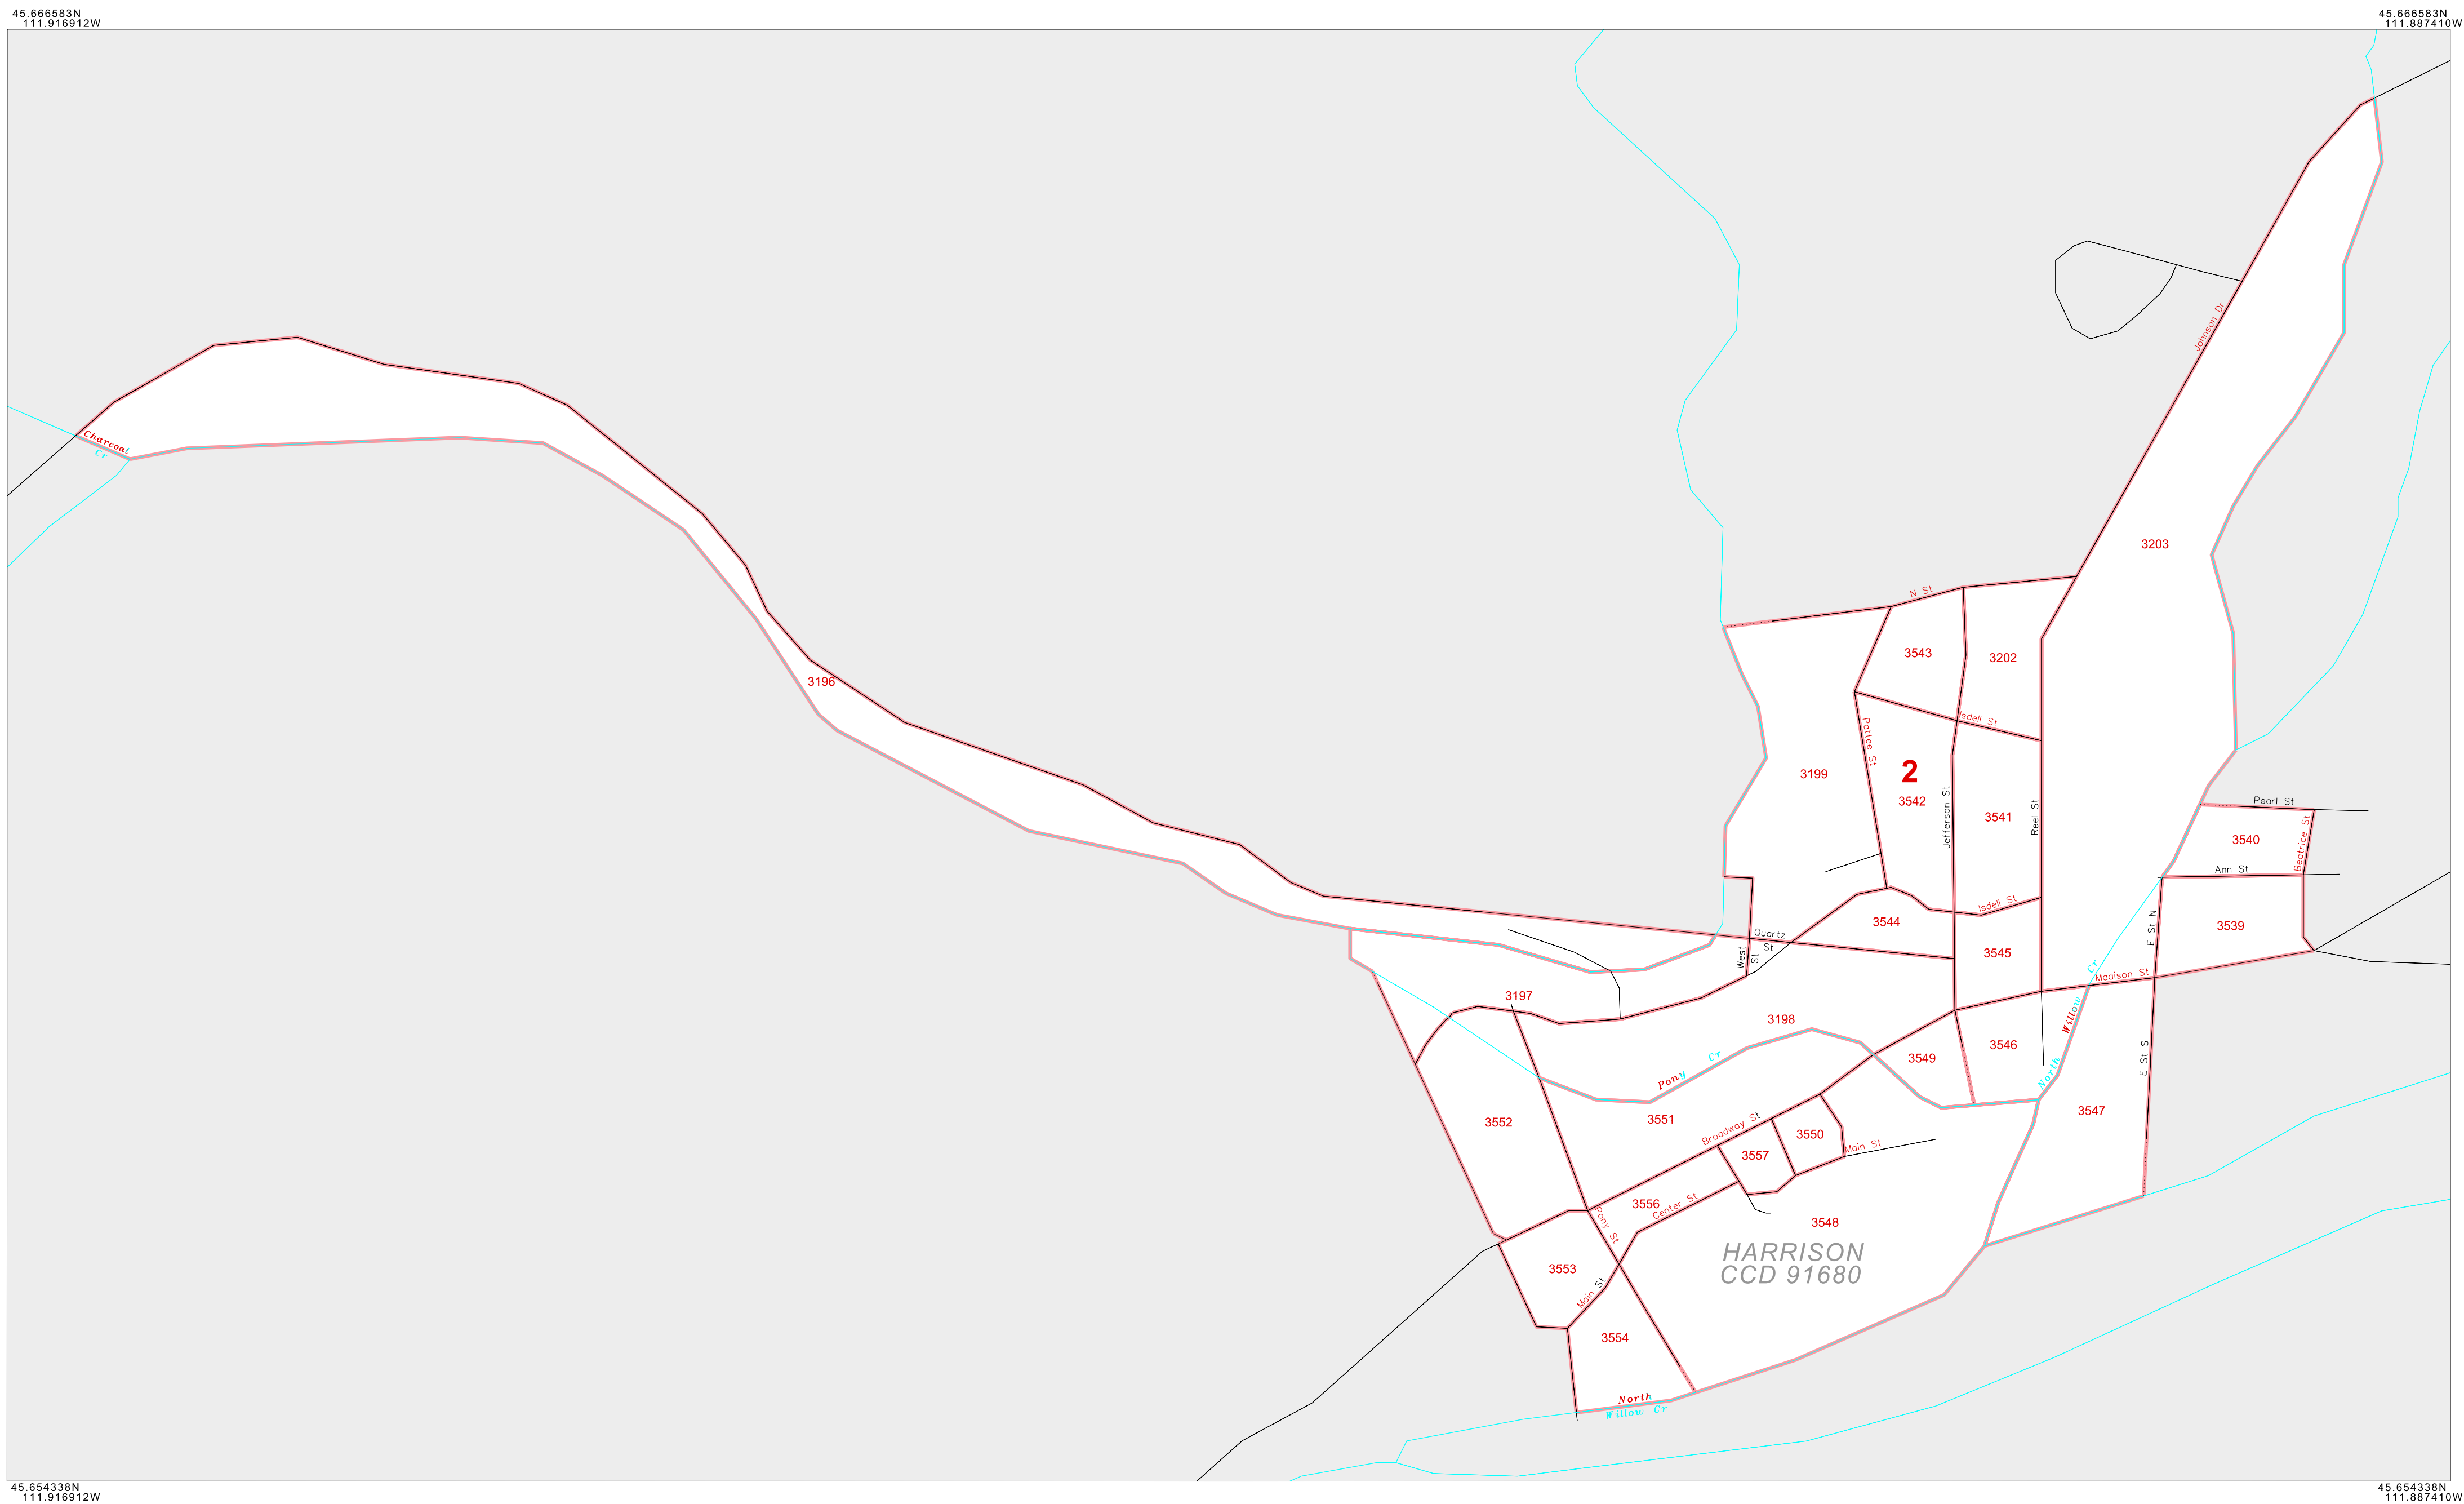 45.666583N
111.916912W
45.666583N
111.887410W
Johnson Dr
Charcoal
Cr
3203
N St
3543
3202
3196
Isdell St
Pattee St
2
3199
3542
Jefferson St
3541
Reel St
Pearl St
3540
Beatrice St
Ann St
Isdell St
3544
3539
E St N
Quartz
St
West
St
3545
Madison St
3197
3198
North Willow Cr
3546
3549
E St S
Pony Cr
3547
3552
3551
Broadway St
3550
Main St
3557
3556
Center St
Pony St
3548
HARRISON
CCD 91680
3553
Main St
3554
North
Willow Cr
45.654338N
111.916912W
45.654338N
111.887410W